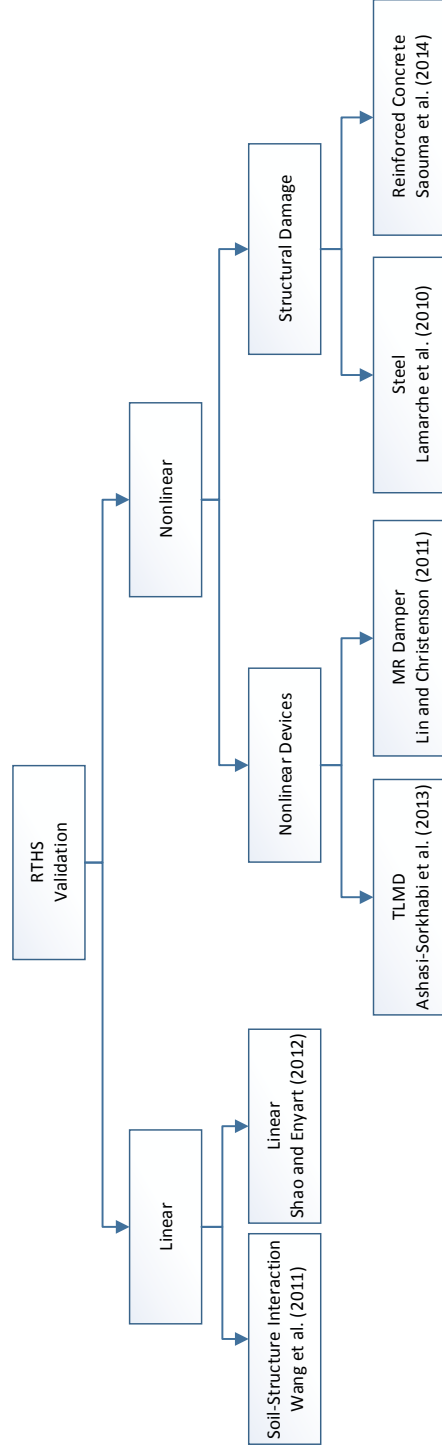 RTHS
Validation
Linear
Nonlinear
Soil-Structure Interaction
Wang et al. (2011)
Linear
Shao and Enyart (2012)
Nonlinear Devices
Structural Damage
TLMD
Ashasi-Sorkhabi et al. (2013)
MR Damper
Lin and Christenson (2011)
Steel
Lamarche et al. (2010)
Reinforced Concrete
Saouma et al. (2014)